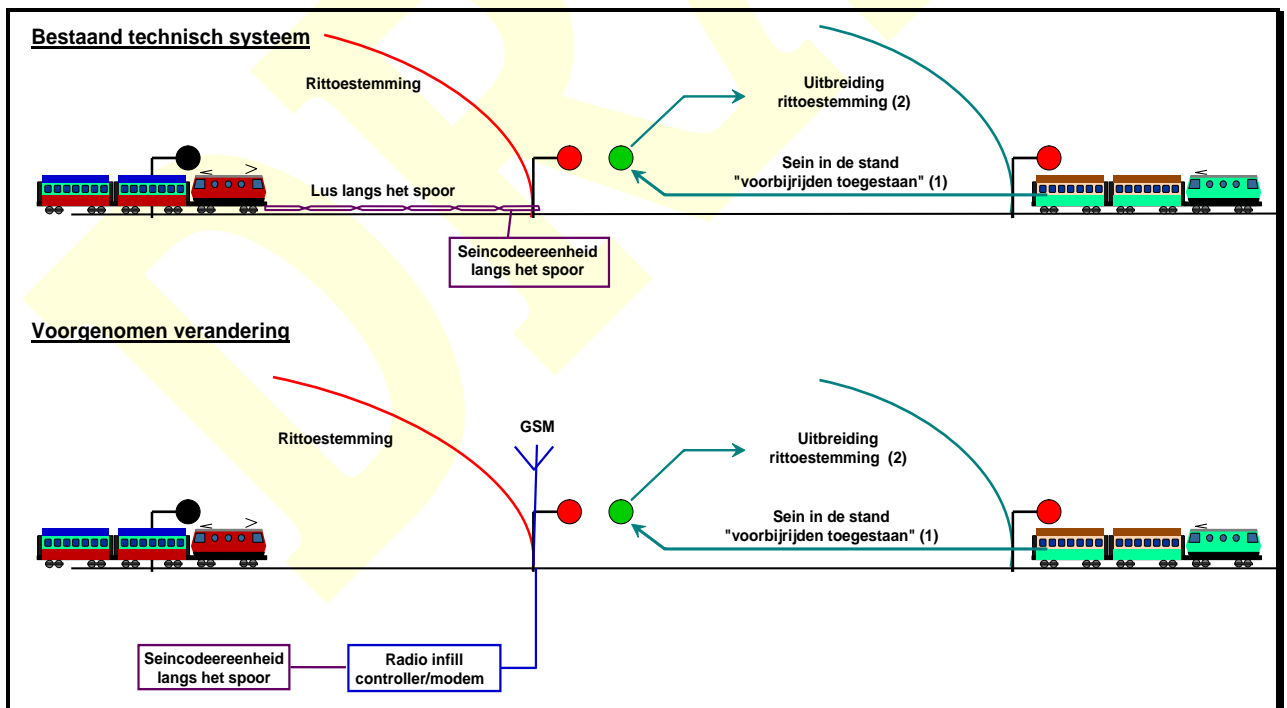 Bestaand technisch systeem
Rittoestemming
Uitbreiding
rittoestemming (2)
Sein in de stand
"voorbijrijden toegestaan" (1)
Lus langs het spoor
Seincodeereenheid
langs het spoor
Voorgenomen verandering
Rittoestemming
GSM
Uitbreiding
rittoestemming (2)
Sein in de stand
"voorbijrijden toegestaan" (1)
Seincodeereenheid
langs het spoor
Radio infill
controller/modem